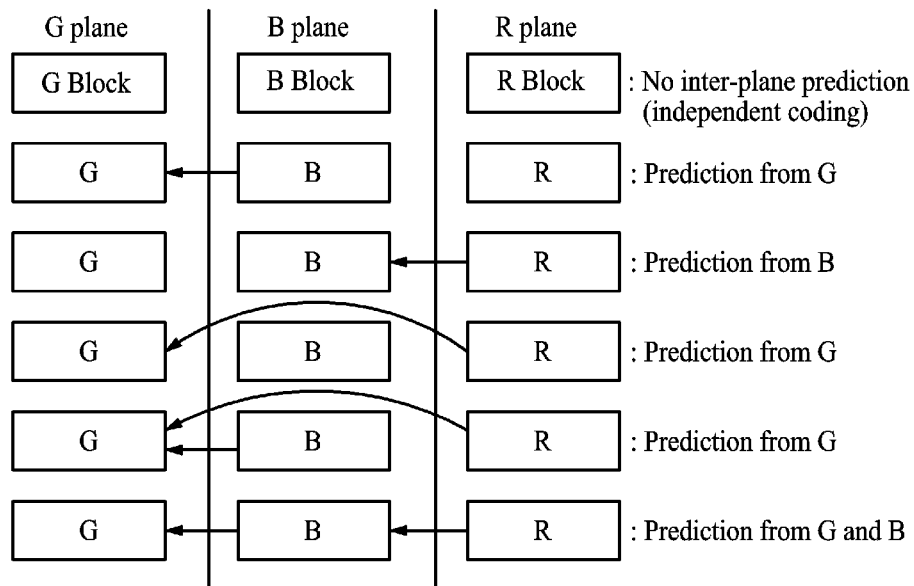 G plane B plane R plane
G Block B Block R Block : No inter-plane prediction
(independent coding)
G B R : Prediction from G
G B R : Prediction from B
G B R : Prediction from G
G B R : Prediction from G
G B R : Prediction from G and B